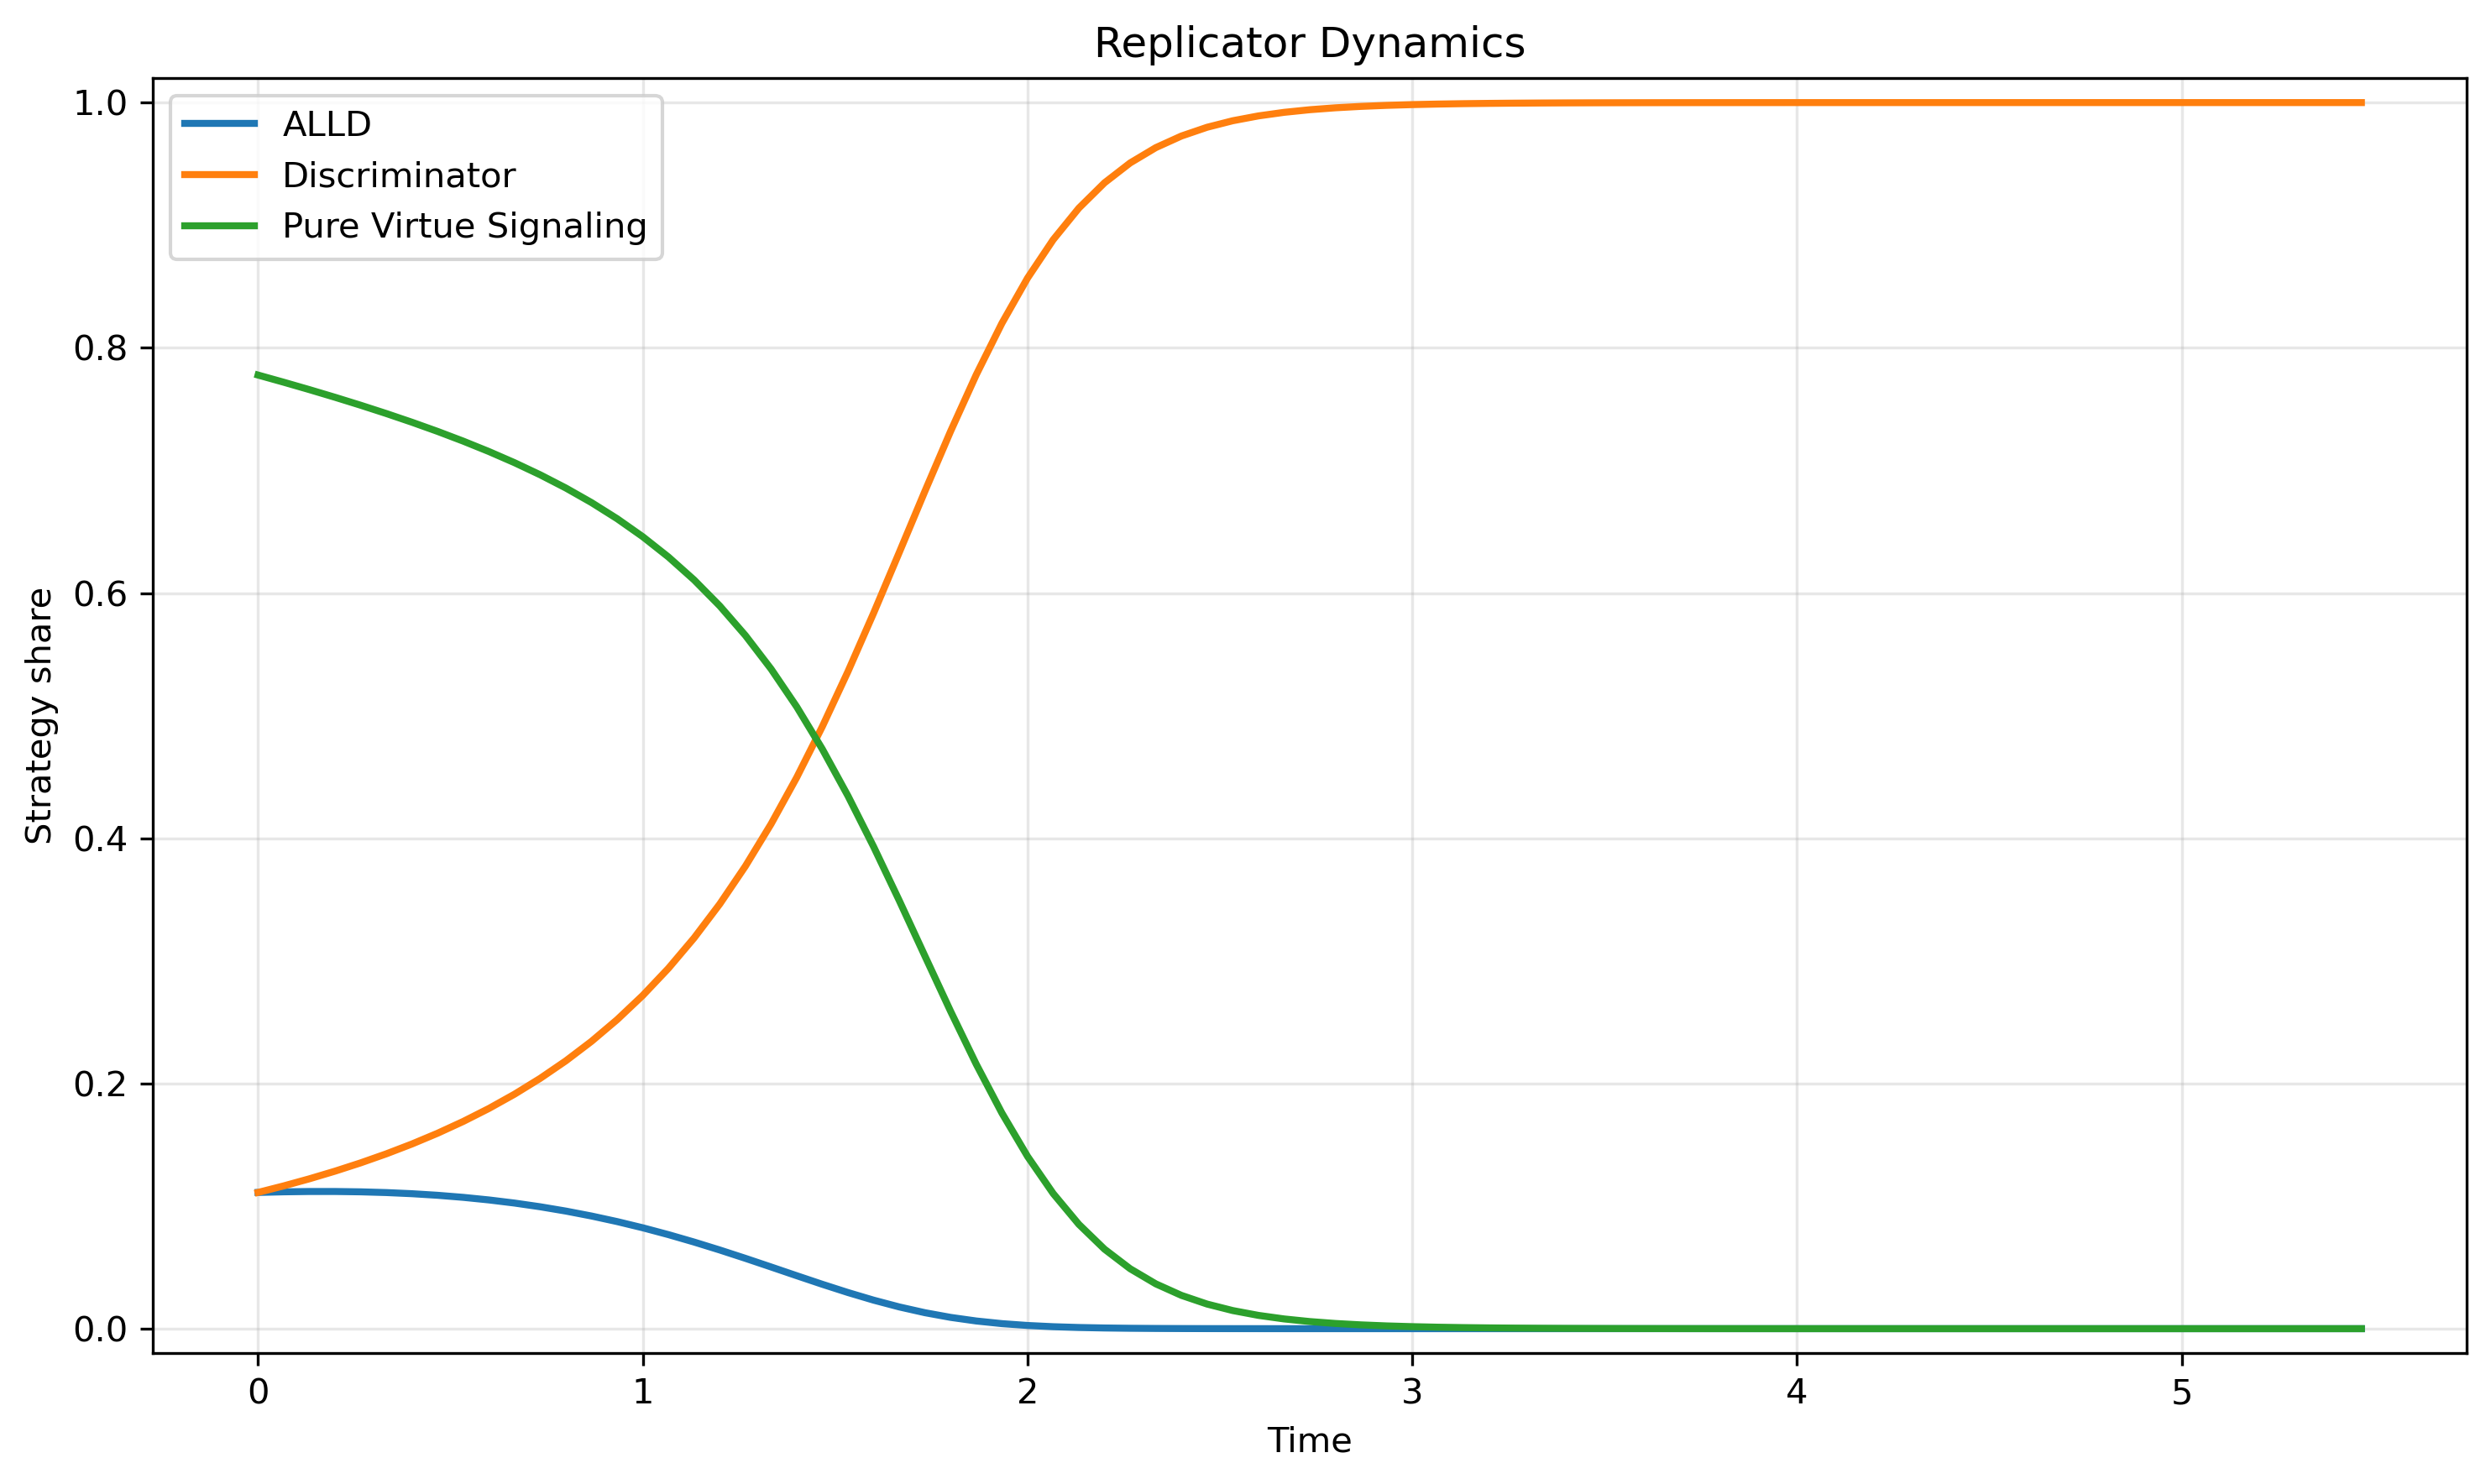 Replicator Dynamics
ALLD
Discriminator
Pure Virtue Signaling
Strategy share
1.0
0.8
0.6
0.4
0.2
0.0
0 1 2 3 4 5
Time